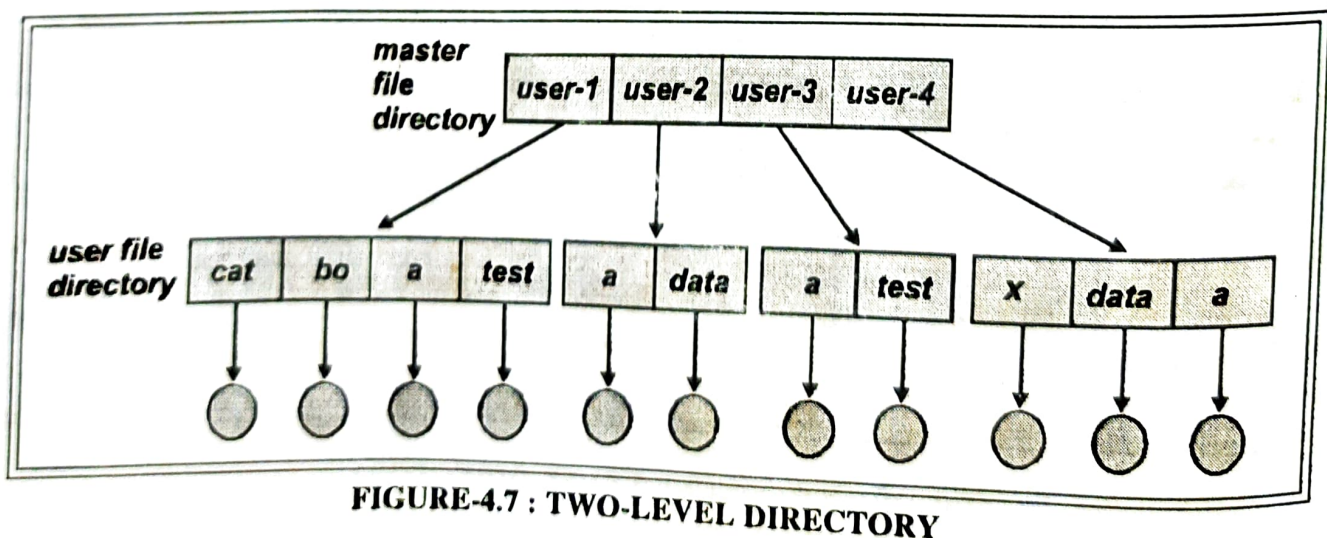 master
file
directory
user-1 user-2 user-3 user-4
user file
directory
cat bo a test a data a test x data a
FIGURE-4.7 : TWO-LEVEL DIRECTORY